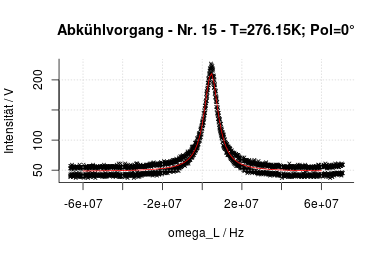 Abkühlvorgang - Nr. 15 - T=276.15K; Pol=0°
Intensität / V
200
100
50
-6e+07 -2e+07 2e+07 6e+07
omega_L / Hz